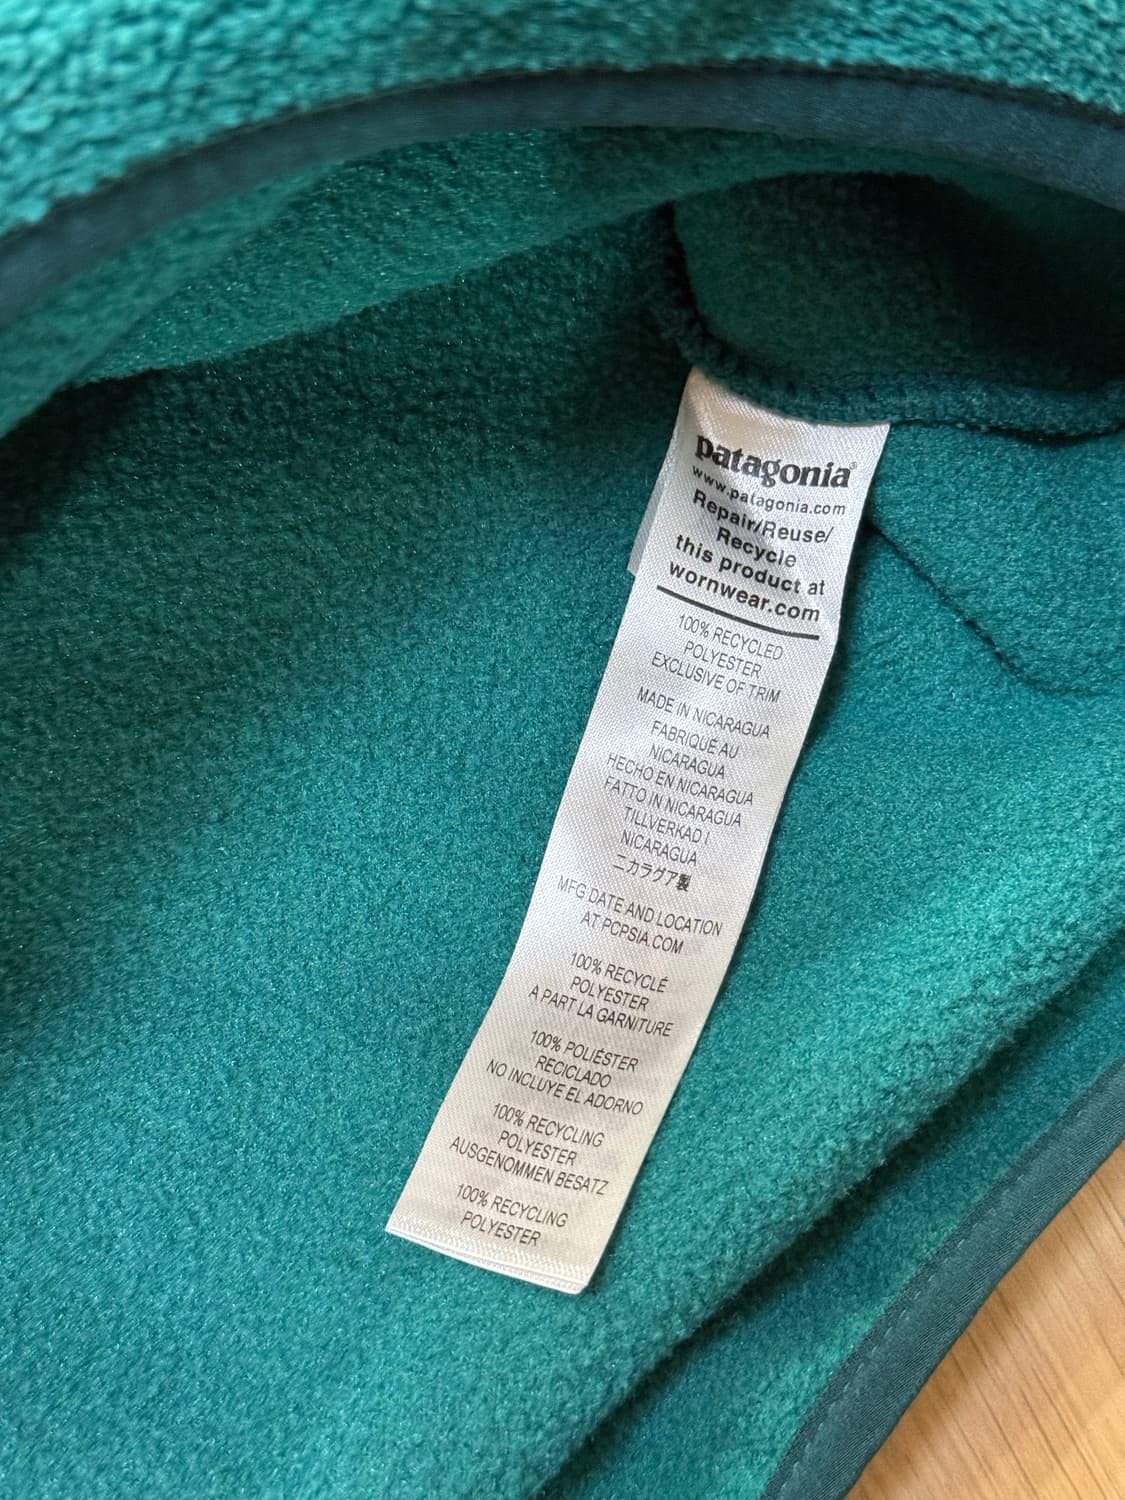 patagonia®
www.patagonia.com
Repair/Reuse/
Recycle
this product at
wornwear.com
100% RECYCLED
POLYESTER
EXCLUSIVE OF TRIM
MADE IN NICARAGUA
FABRIQUÉ AU
NICARAGUA
HECHO EN NICARAGUA
FATTO IN NICARAGUA
TILLVERKAD I
NICARAGUA
ニカラグア製
MFG DATE AND LOCATION
AT PCPSIA.COM
100% RECYCLÉ
POLYESTER
A PART LA GARNITURE
100% POLIÉSTER
RECICLADO
NO INCLUYE EL ADORNO
100% RECYCLING
POLYESTER
AUSGENOMMEN BESATZ
100% RECYCLING
POLYESTER